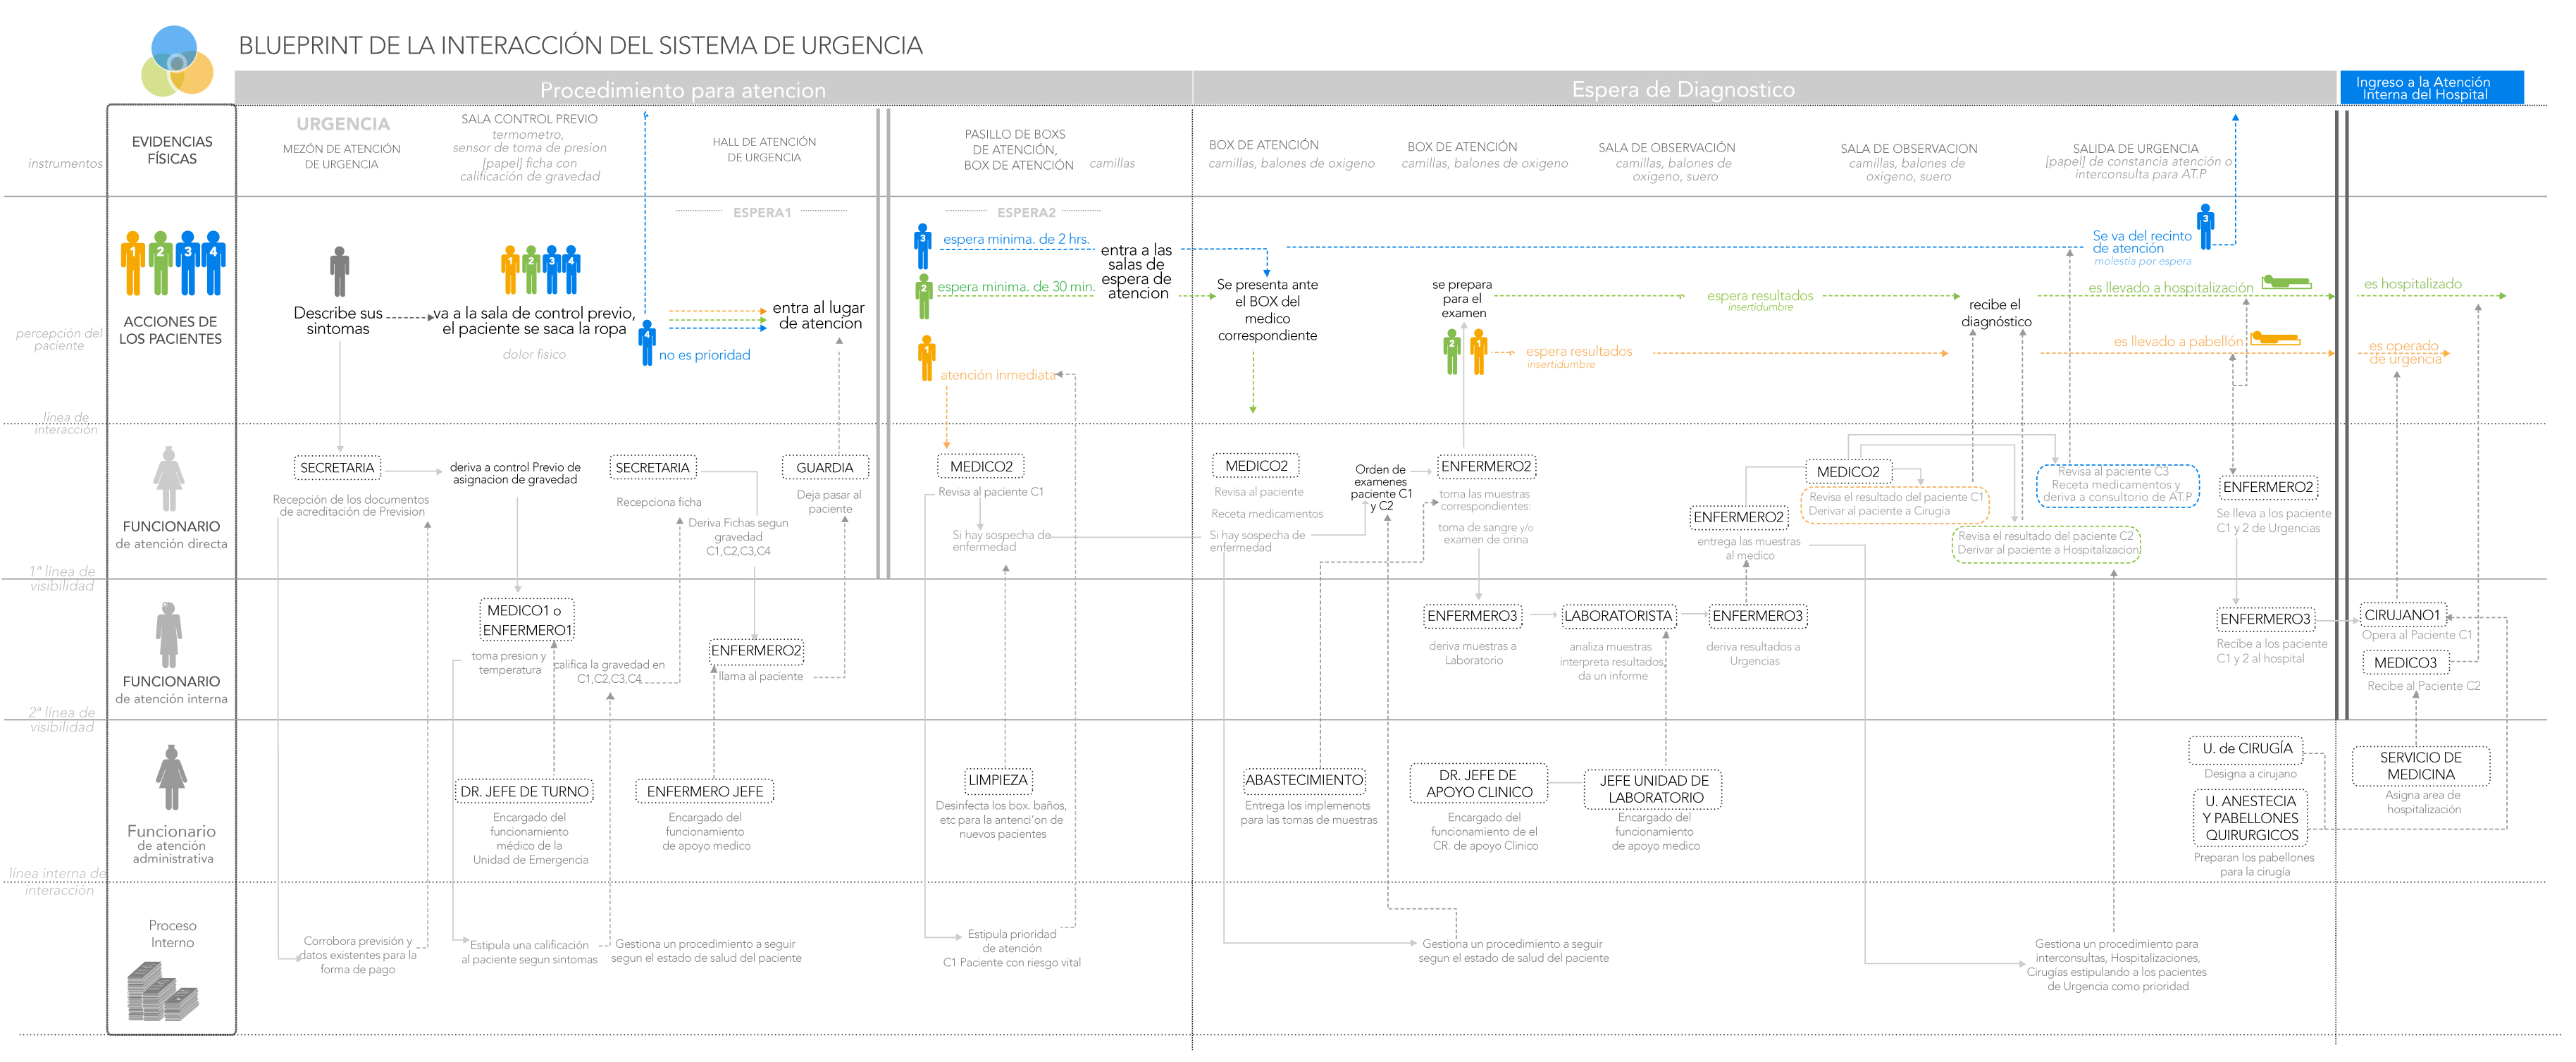 BLUEPRINT DE LA INTERACCIÓN DEL SISTEMA DE URGENCIA
Procedimiento para atencion
Espera de Diagnostico
Ingreso a la Atención
Interna del Hospital
instrumentos
EVIDENCIAS
FÍSICAS
URGENCIA
MEZÓN DE ATENCIÓN
DE URGENCIA
SALA CONTROL PREVIO
termometro,
sensor de toma de presion
[papel] ficha con
calificación de gravedad
HALL DE ATENCIÓN
DE URGENCIA
PASILLO DE BOXS
DE ATENCIÓN,
BOX DE ATENCIÓN
camillas
BOX DE ATENCIÓN
camillas, balones de oxigeno
BOX DE ATENCIÓN
camillas, balones de oxigeno
SALA DE OBSERVACIÓN
camillas, balones de
oxigeno, suero
SALA DE OBSERVACION
camillas, balones de
oxigeno, suero
SALIDA DE URGENCIA
[papel] de constancia atención o
interconsulta para AT.P
percepción del
paciente
1
2
3
4
ACCIONES DE
LOS PACIENTES
Describe sus
sintomas
1
2
3
4
va a la sala de control previo,
el paciente se saca la ropa
dolor fisico
4
no es prioridad
ESPERA1
entra al lugar
de atencion
ESPERA2
3
espera minima. de 2 hrs.
2
espera minima. de 30 min.
1
atención inmediata
entra a las
salas de
espera de
atencion
Se presenta ante
el BOX del
medico
correspondiente
se prepara
para el
examen
2
1
espera resultados
insertidumbre
espera resultados
insertidumbre
recibe el
diagnóstico
Se va del recinto
de atención
molestia por espera
3
es llevado a hospitalización
es llevado a pabellón
es hospitalizado
es operado
de urgencia
línea de
interacción
FUNCIONARIO
de atención directa
SECRETARIA
Recepción de los documentos
de acreditación de Prevision
deriva a control Previo de
asignacion de gravedad
SECRETARIA
Recepciona ficha
Deriva Fichas segun
gravedad
C1,C2,C3,C4
GUARDIA
Deja pasar al
paciente
MEDICO2
Revisa al paciente C1
Si hay sospecha de
enfermedad
MEDICO2
Revisa al paciente
Receta medicamentos
Si hay sospecha de
enfermedad
Orden de
examenes
paciente C1
y C2
ENFERMERO2
toma las muestras
correspondientes:
toma de sangre y/o
examen de orina
ENFERMERO2
entrega las muestras
al medico
MEDICO2
Revisa el resultado del paciente C1
Derivar al paciente a Cirugia
Revisa el resultado del paciente C2
Derivar al paciente a Hospitalizacion
Revisa al paciente C3
Receta medicamentos y
deriva a consultorio de AT.P
ENFERMERO2
Se lleva a los paciente
C1 y 2 de Urgencias
1ª línea de
visibilidad
FUNCIONARIO
de atención interna
MEDICO1 o
ENFERMERO1
toma presion y
temperatura
califica la gravedad en
C1,C2,C3,C4
ENFERMERO2
llama al paciente
ENFERMERO3
deriva muestras a
Laboratorio
LABORATORISTA
analiza muestras
interpreta resultados
da un informe
ENFERMERO3
deriva resultados a
Urgencias
ENFERMERO3
Recibe a los paciente
C1 y 2 al hospital
CIRUJANO1
Opera al Paciente C1
MEDICO3
Recibe al Paciente C2
2ª línea de
visibilidad
Funcionario
de atención
administrativa
DR. JEFE DE TURNO
Encargado del
funcionamiento
médico de la
Unidad de Emergencia
ENFERMERO JEFE
Encargado del
funcionamiento
de apoyo medico
LIMPIEZA
Desinfecta los box. baños,
etc para la antenci'on de
nuevos pacientes
ABASTECIMIENTO
Entrega los implemenots
para las tomas de muestras
DR. JEFE DE
APOYO CLINICO
Encargado del
funcionamiento de el
CR. de apoyo Clinico
JEFE UNIDAD DE
LABORATORIO
Encargado del
funcionamiento
de apoyo medico
U. de CIRUGÍA
Designa a cirujano
U. ANESTECIA
Y PABELLONES
QUIRURGICOS
Preparan los pabellones
para la cirugía
SERVICIO DE
MEDICINA
Asigna area de
hospitalización
línea interna de
interacción
Proceso
Interno
Corrobora previsión y
datos existentes para la
forma de pago
Estipula una calificación
al paciente segun sintomas
Gestiona un procedimiento a seguir
segun el estado de salud del paciente
Estipula prioridad
de atención
C1 Paciente con riesgo vital
Gestiona un procedimiento a seguir
segun el estado de salud del paciente
Gestiona un procedimiento para
interconsultas, Hospitalizaciones,
Cirugías estipulando a los pacientes
de Urgencia como prioridad